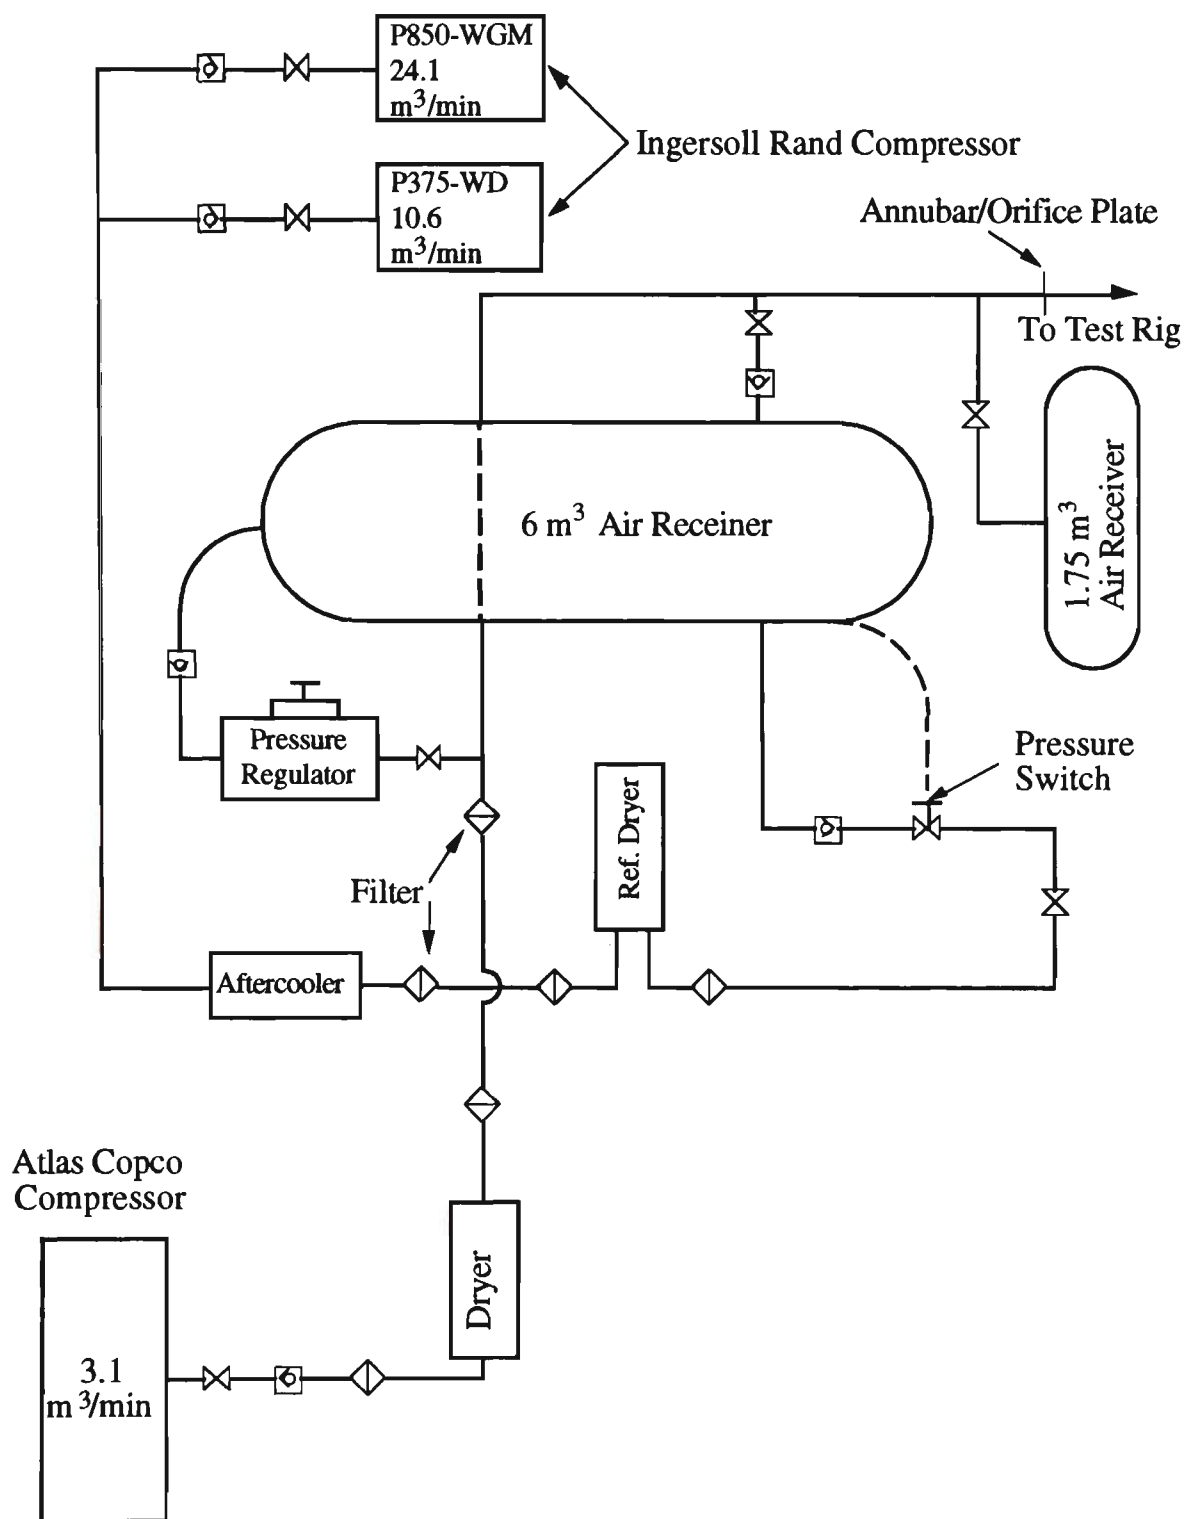 P850-WGM
24.1
m³/min
Ingersoll Rand Compressor
P375-WD
10.6
m³/min
Annubar/Orifice Plate
To Test Rig
6 m³ Air Receiner
1.75 m³
Air Receiver
Pressure
Regulator
Pressure
Switch
Ref. Dryer
Filter
Aftercooler
Atlas Copco
Compressor
Dryer
3.1
m³/min